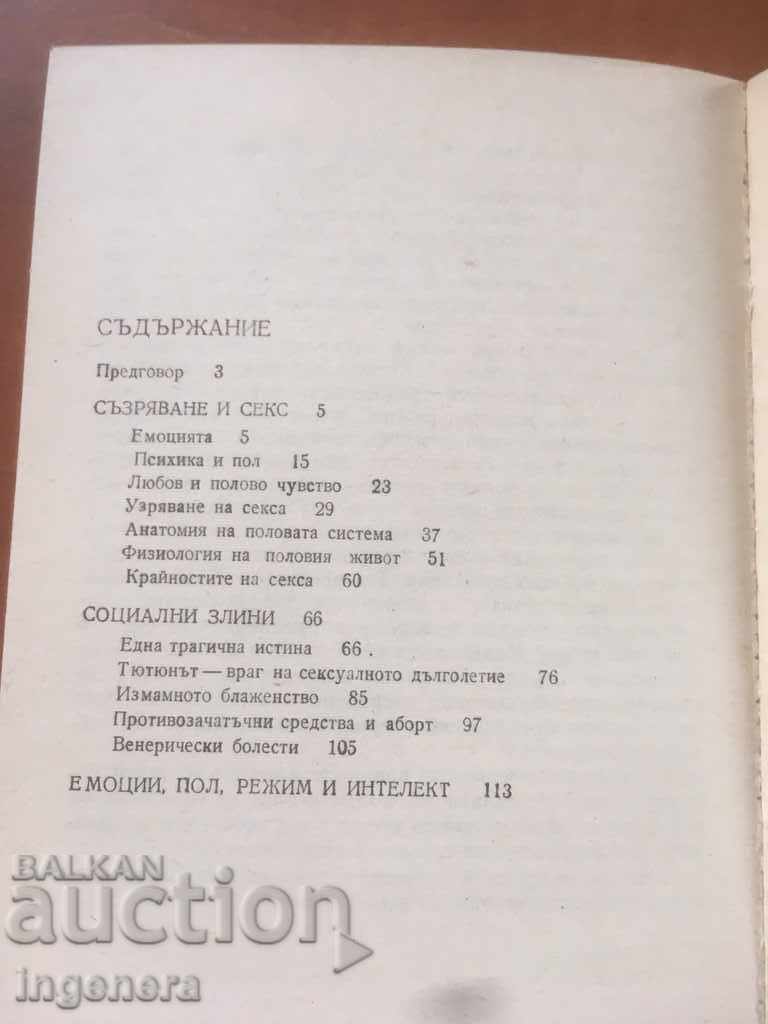 СЪДЪРЖАНИЕ
Предговор 3
СЪЗРЯВАНЕ И СЕКС 5
Емоцията 5
Психика и пол 15
Любов и полово чувство 23
Узряване на секса 29
Анатомия на половата система 37
Физиология на половия живот 51
Крайностите на секса 60
СОЦИАЛНИ ЗЛИНИ 66
Една трагична истина 66 .
Тютюнът — враг на сексуалното дълголетие 76
Измамното блаженство 85
Противозачатъчни средства и аборт 97
Венерически болести 105
ЕМОЦИИ, ПОЛ, РЕЖИМ И ИНТЕЛЕКТ 113
BALKAN
auction
ingenera